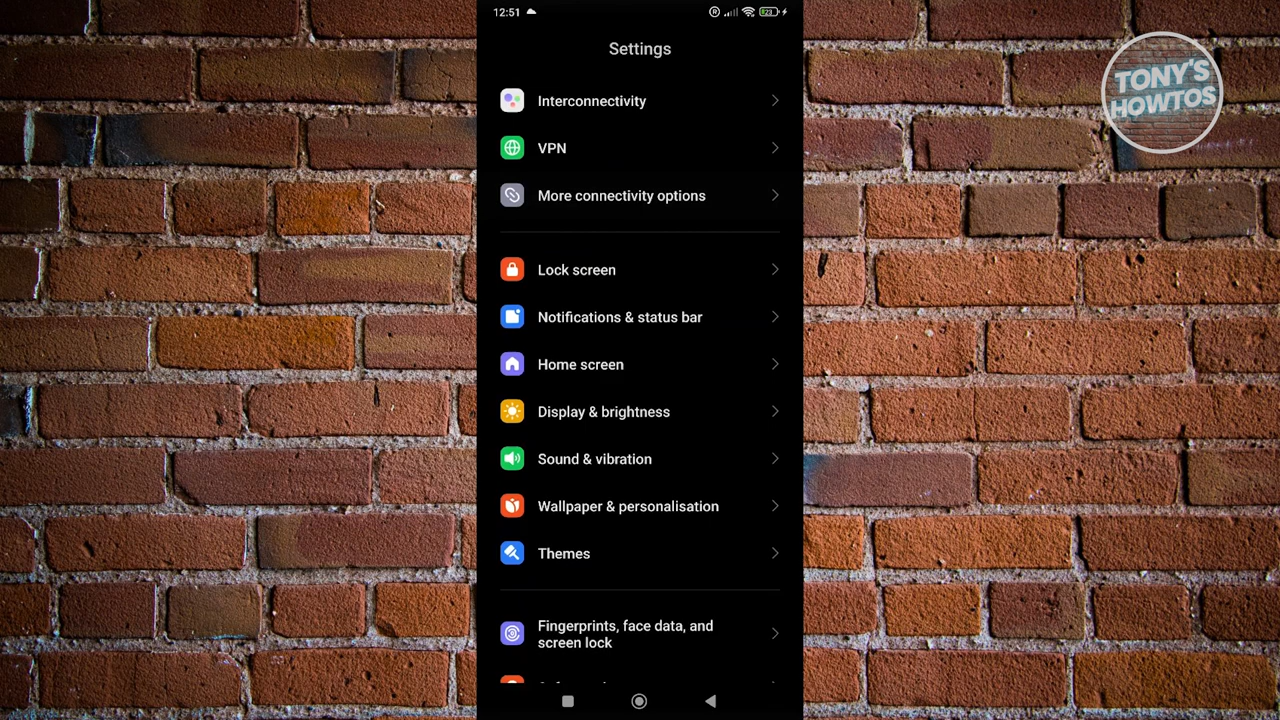 12:51
R
23
Settings
TONY'S
HOWTOS
Interconnectivity
VPN
More connectivity options
Lock screen
Notifications & status bar
Home screen
Display & brightness
Sound & vibration
Wallpaper & personalisation
Themes
Fingerprints, face data, and
screen lock